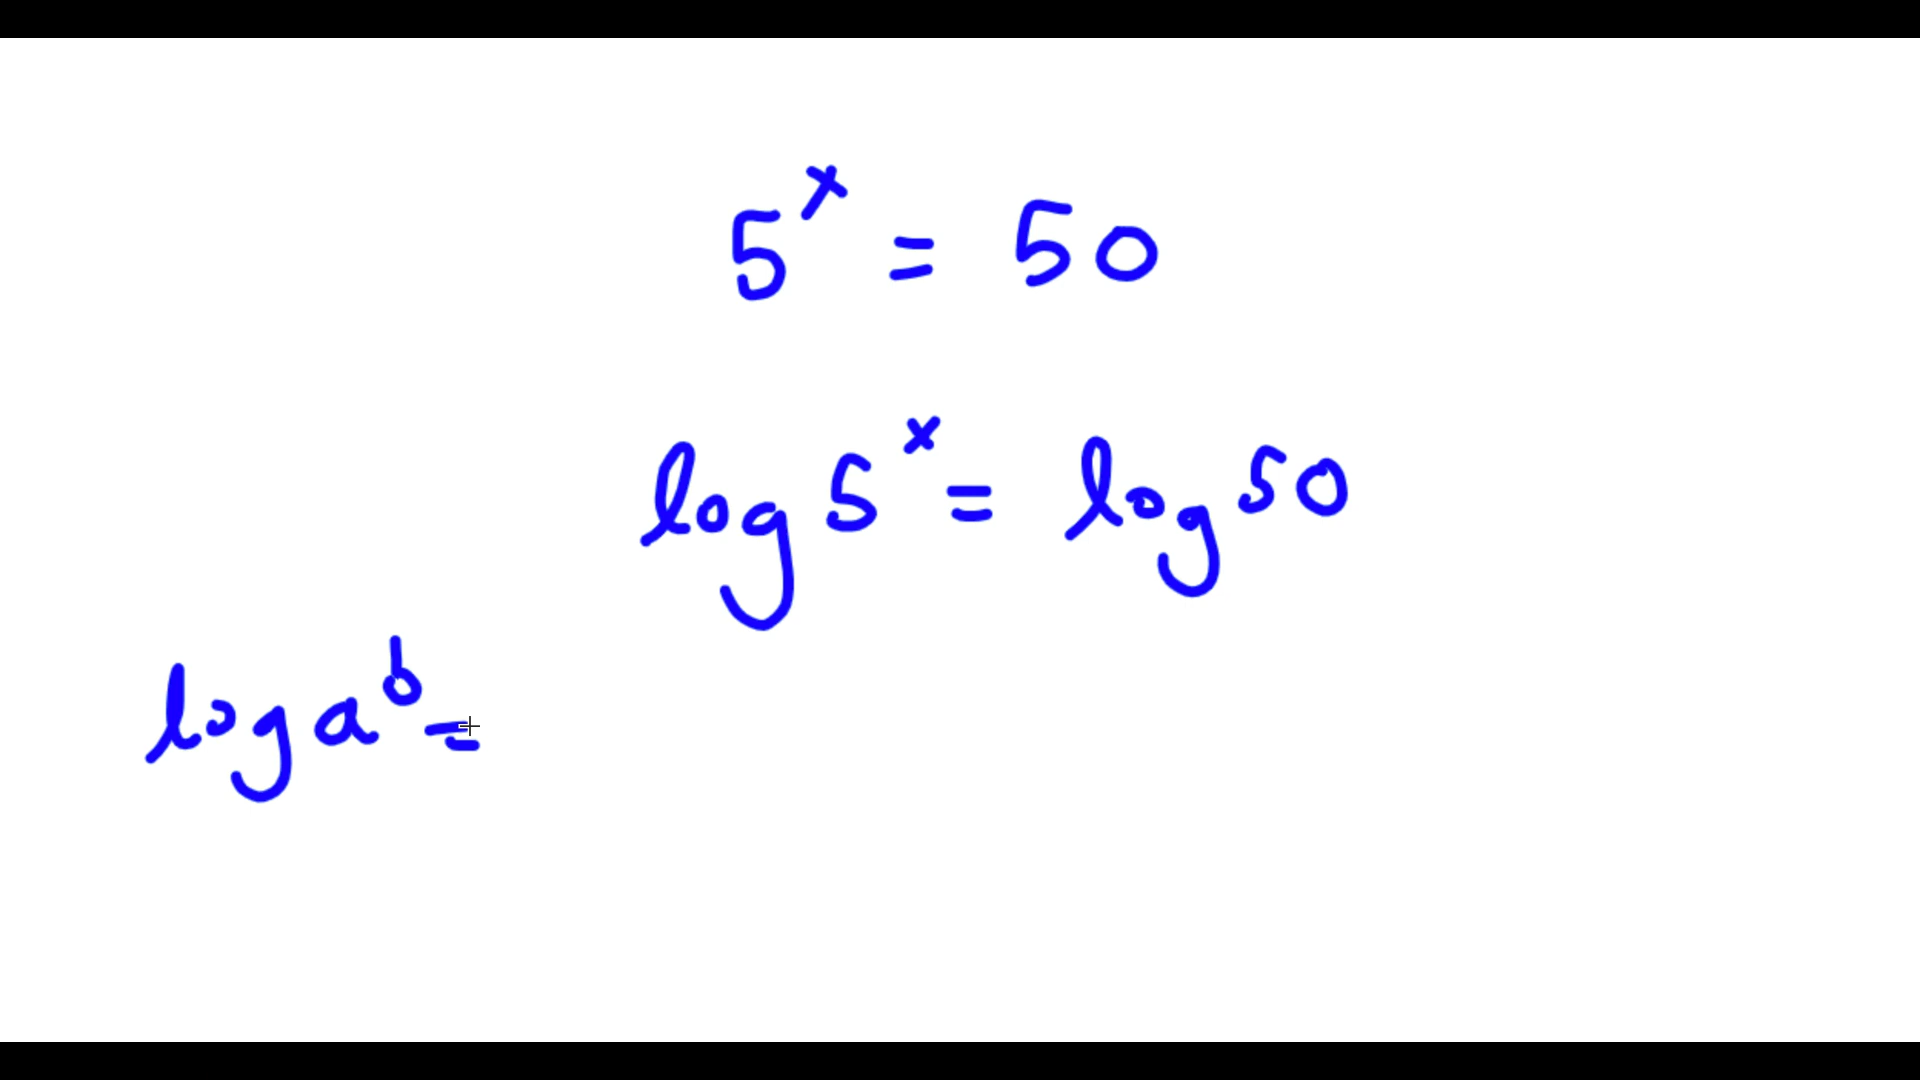 5^x = 50
log 5^x = log 50
log a^b =